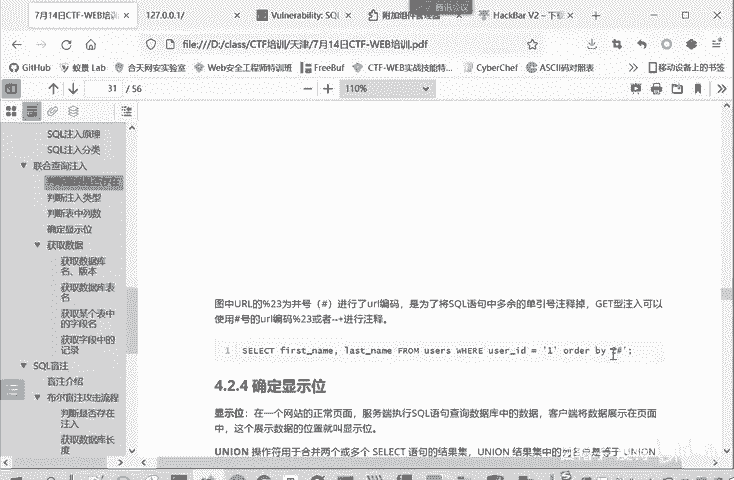 7月14日CTF-WEB培训
127.0.0.1/
Vulnerability: SQL
附加组件管理器
HackBar V2 – 下载
腾讯会议
file:///D:/class/CTF培训/天津/7月14日CTF-WEB培训.pdf
GitHub
蚁景 Lab
合天网安实验室
Web安全工程师特训班
FreeBuf
CTF-WEB实战技能特...
CyberChef
ASCII码对照表
移动设备上的书签
31 / 56
110%
SQL注入原理
SQL注入分类
联合查询注入
判断注入类型
判断表中列数
确定显示位
获取数据
获取数据库
名、版本
获取数据库表
名
获取某个表中
的字段名
获取字段中的
记录
SQL盲注
盲注介绍
布尔盲注攻击流程
判断是否存在
注入
获取数据库长
度
图中URL的%23为井号（#）进行了url编码，是为了将SQL语句中多余的单引号注释掉，GET型注入可以
使用#号的url编码%23或者--+进行注释。
1 SELECT first_name, last_name FROM users WHERE user_id = '1' order by #';
4.2.4 确定显示位
显示位：在一个网站的正常页面，服务端执行SQL语句查询数据库中的数据，客户端将数据展示在页面
中，这个展示数据的位置就叫显示位。
UNION 操作符用于合并两个或多个 SELECT 语句的结果集，UNION 结果集中的列名总是等于 UNION